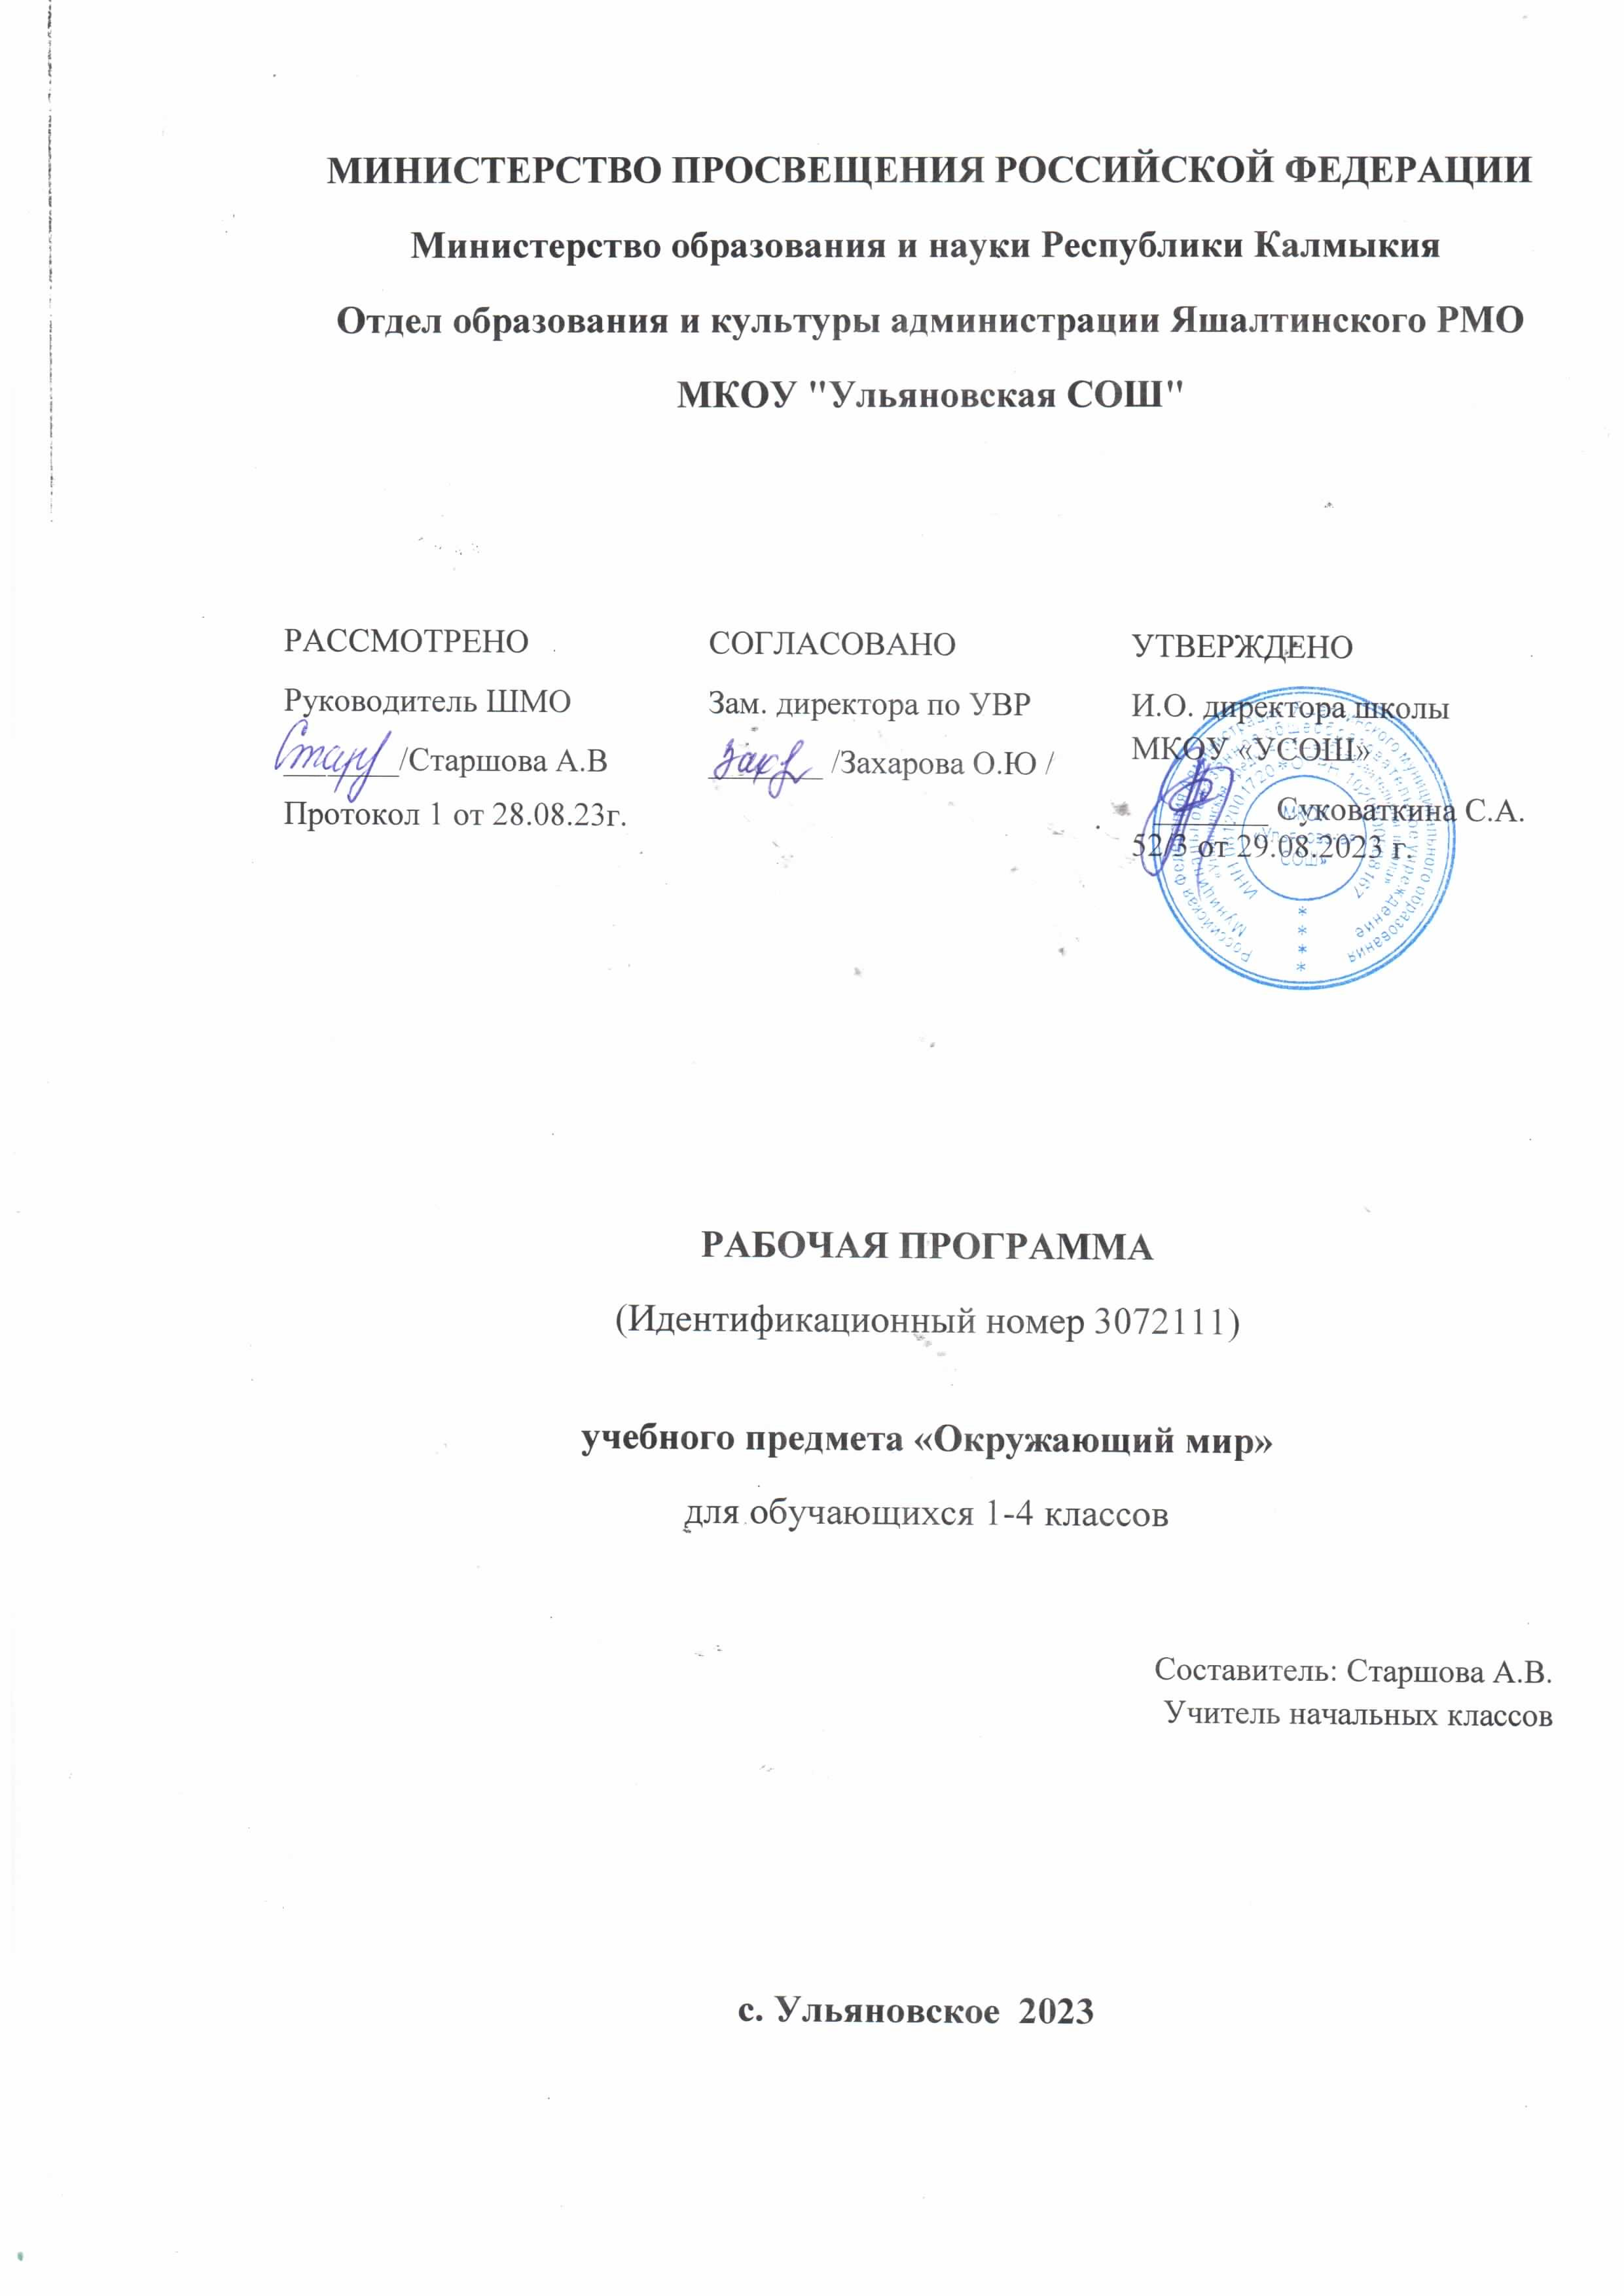 МИНИСТЕРСТВО ПРОСВЕЩЕНИЯ РОССИЙСКОЙ ФЕДЕРАЦИИ
Министерство образования и науки Республики Калмыкия
Отдел образования и культуры администрации Яшалтинского РМО
МКОУ "Ульяновская СОШ"
РАССМОТРЕНО
Руководитель ШМО
/Старшова А.В
Протокол 1 от 28.08.23г.
СОГЛАСОВАНО
Зам. директора по УВР
/Захарова О.Ю /
УТВЕРЖДЕНО
И.О. директора школы
МКОУ «УСОШ»
Суковаткина С.А.
52/3 от 29.08.2023 г.
РАБОЧАЯ ПРОГРАММА
(Идентификационный номер 3072111)
учебного предмета «Окружающий мир»
для обучающихся 1-4 классов
Составитель: Старшова А.В.
Учитель начальных классов
с. Ульяновское 2023